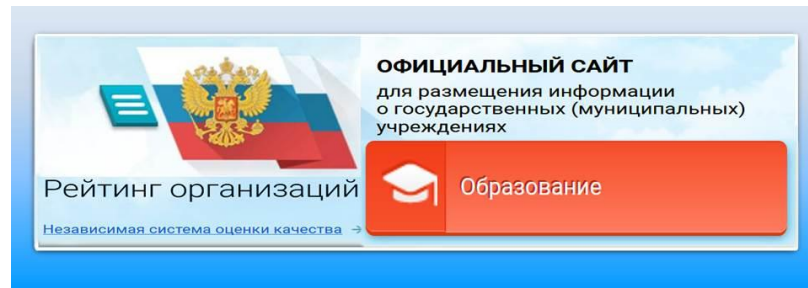 Рейтинг организаций
Независимая система оценки качества →
ОФИЦИАЛЬНЫЙ САЙТ
для размещения информации
о государственных (муниципальных)
учреждениях
Образование